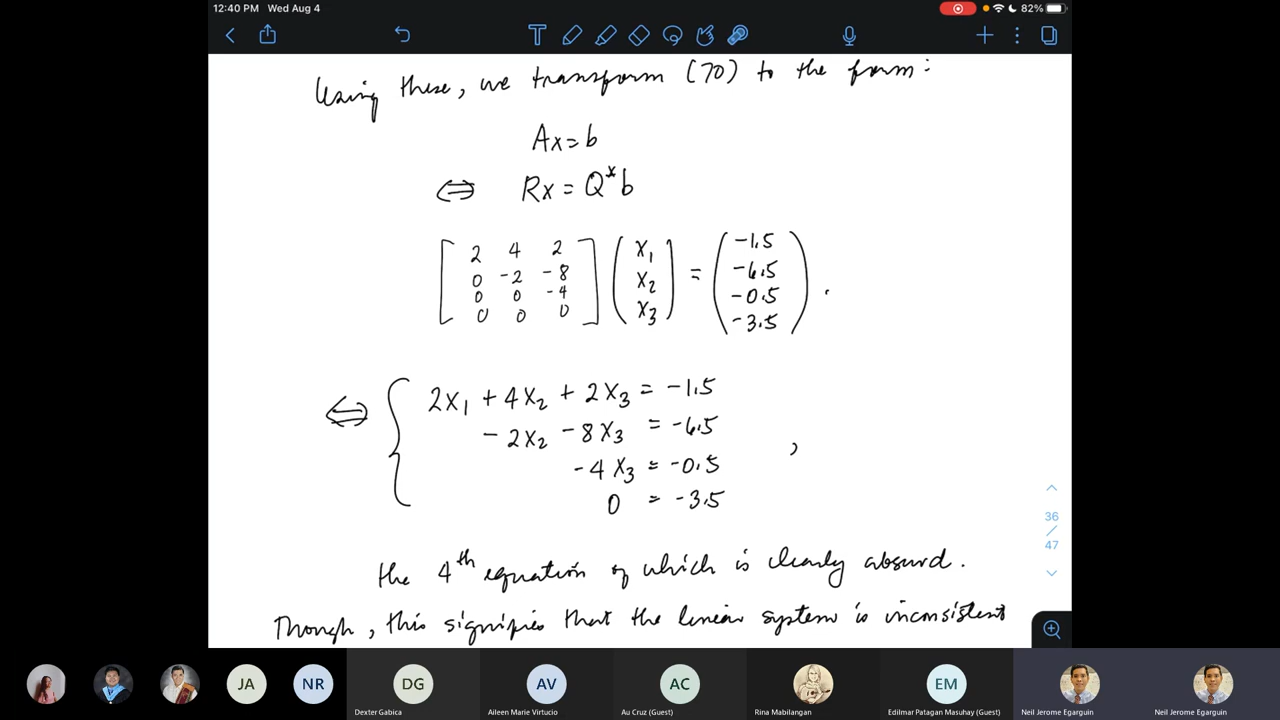 12:40 PM Wed Aug 4
82%
Using these, we transform (70) to the form:
Ax = b
⇔ Rx = Q*b
[ 2 4 2 ] ( x₁ ) = ( -1.5 )
[ 0 -2 -8 ] ( x₂ ) ( -6.5 )
[ 0 0 -4 ] ( x₃ ) ( -0.5 )
[ 0 0 0 ] ( -3.5 ) .
⇔ { 2x₁ + 4x₂ + 2x₃ = -1.5
- 2x₂ - 8x₃ = -6.5
-4x₃ = -0.5
0 = -3.5 ,
the 4th equation of which is clearly absurd.
Though, this signifies that the linear system is inconsistent
36
/
47
JA
NR
DG
AV
AC
EM
Dexter Gabica
Aileen Marie Virtucio
Au Cruz (Guest)
Rina Mabilangan
Edilmar Patagan Masuhay (Guest)
Neil Jerome Egarguin
Neil Jerome Egarguin